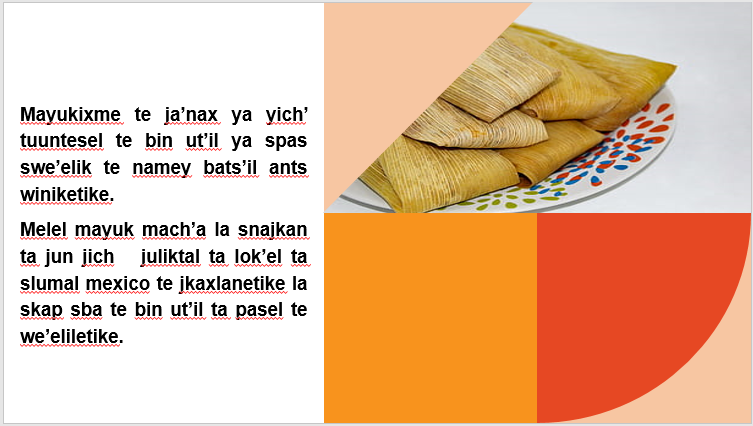 Mayukixme te ja’nax ya yich’
tuuntesel te bin ut’il ya spas
swe’elik te namey bats’il ants
winiketike.
Melel mayuk mach’a la snajkan
ta jun jich juliktal ta lok’el ta
slumal mexico te jkaxlanetike la
skap sba te bin ut’il ta pasel te
we’eliletike.